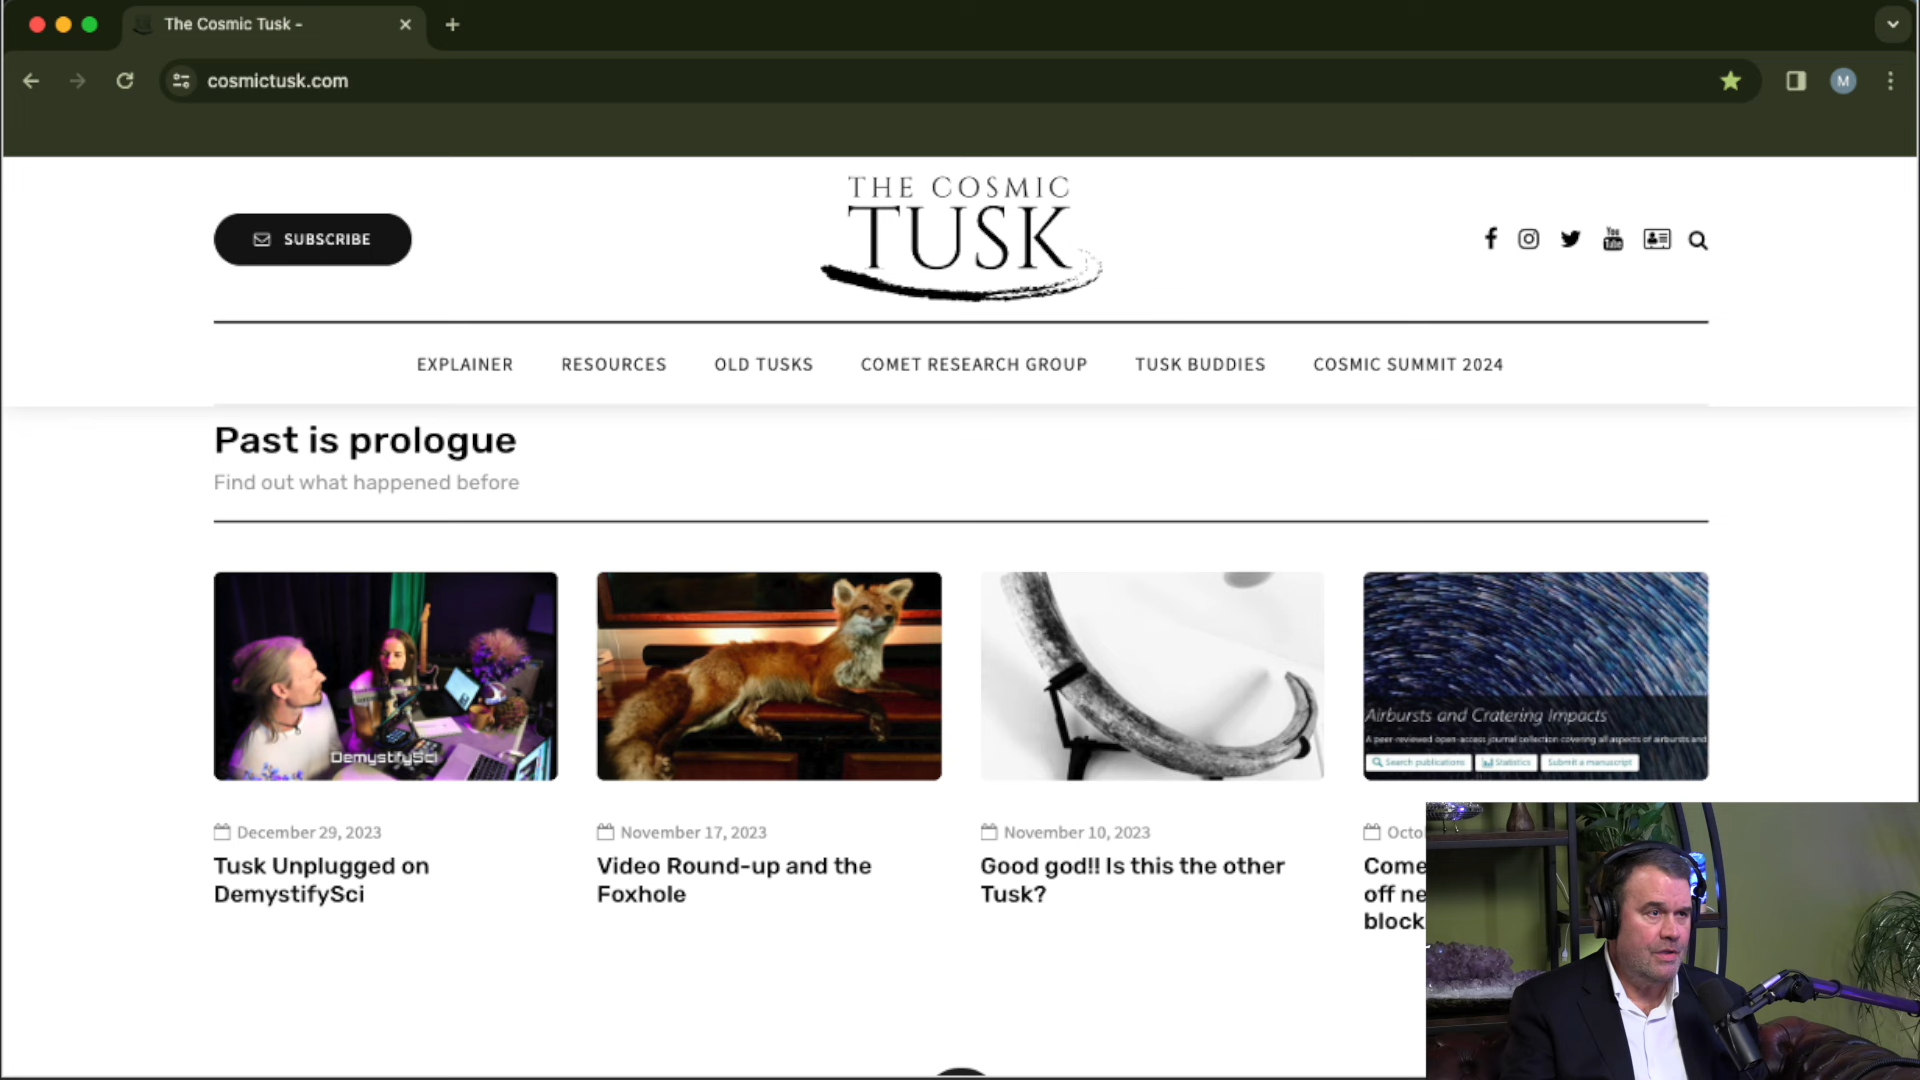 The Cosmic Tusk -
cosmictusk.com
M
SUBSCRIBE
THE COSMIC
TUSK
You
Tube
EXPLAINER
RESOURCES
OLD TUSKS
COMET RESEARCH GROUP
TUSK BUDDIES
COSMIC SUMMIT 2024
Past is prologue
Find out what happened before
DemystifySci
Airbursts and Cratering Impacts
A peer-reviewed open-access journal collection covering all aspects of airbursts and
Search publications
Statistics
Submit a manuscript
December 29, 2023
Tusk Unplugged on
DemystifySci
November 17, 2023
Video Round-up and the
Foxhole
November 10, 2023
Good god!! Is this the other
Tusk?
Octo
Come
off ne
block